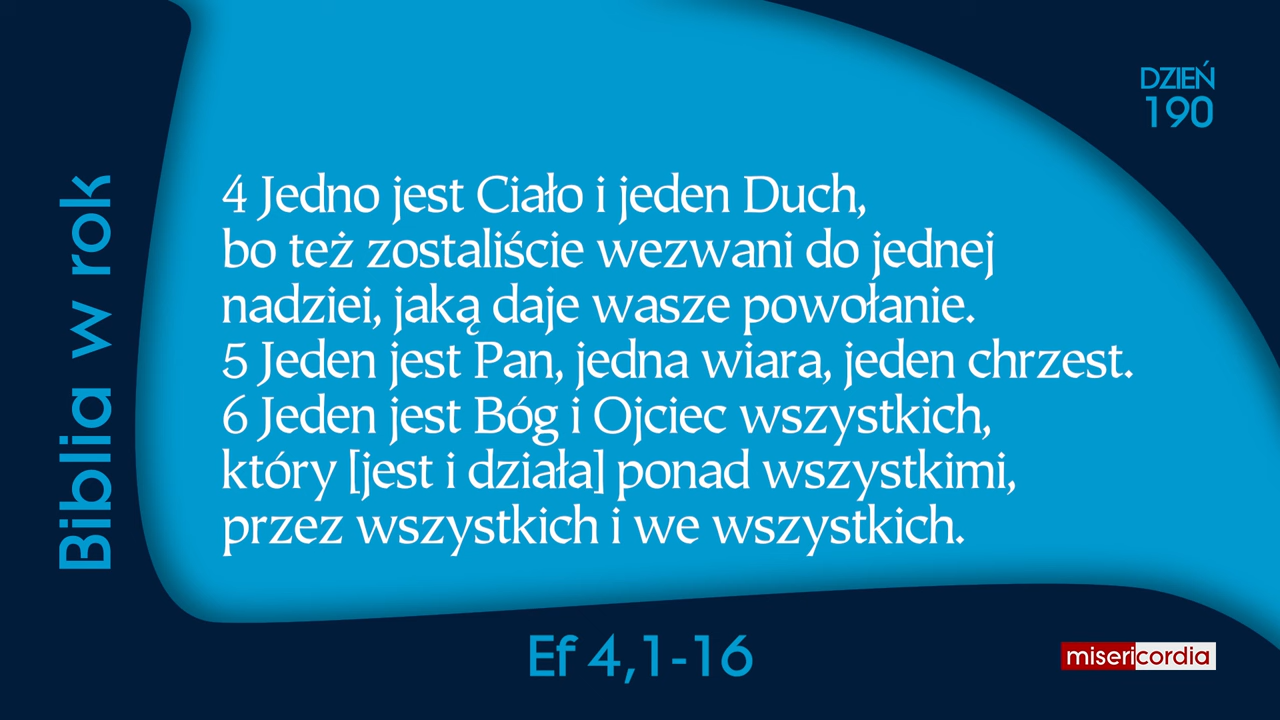 DZIEŃ
190
Biblia w rok
4 Jedno jest Ciało i jeden Duch,
bo też zostaliście wezwani do jednej
nadziei, jaką daje wasze powołanie.
5 Jeden jest Pan, jedna wiara, jeden chrzest.
6 Jeden jest Bóg i Ojciec wszystkich,
który [jest i działa] ponad wszystkimi,
przez wszystkich i we wszystkich.
Ef 4,1-16
misericordia